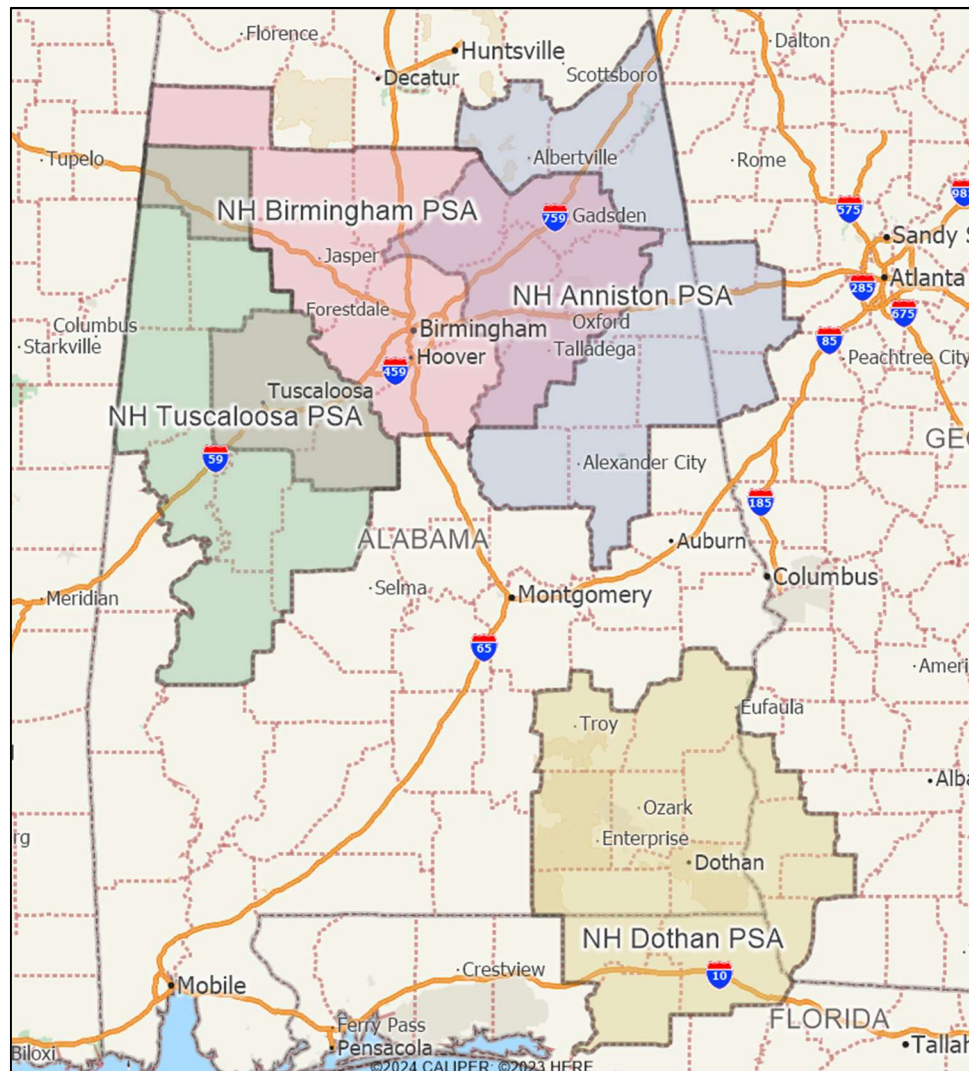 Florence
Huntsville
Dalton
Decatur
Scottsboro
Tupelo
Albertville
Rome
575
NH Birmingham PSA
759
Gadsden
Sandy S
Jasper
285
Atlanta
NH Anniston PSA
675
Columbus
Forestdale
Birmingham
Oxford
85
Starkville
Hoover
Talladega
Peachtree City
459
Tuscaloosa
NH Tuscaloosa PSA
GEO
59
Alexander City
185
ALABAMA
Auburn
Meridian
Selma
Montgomery
Columbus
65
Ameri
Troy
Eufaula
Alba
rg
Ozark
Enterprise
Dothan
NH Dothan PSA
Crestview
10
Mobile
FLORIDA
Ferry Pass
Biloxi
Pensacola
Tallah
©2024 CALIPER; ©2023 HERE